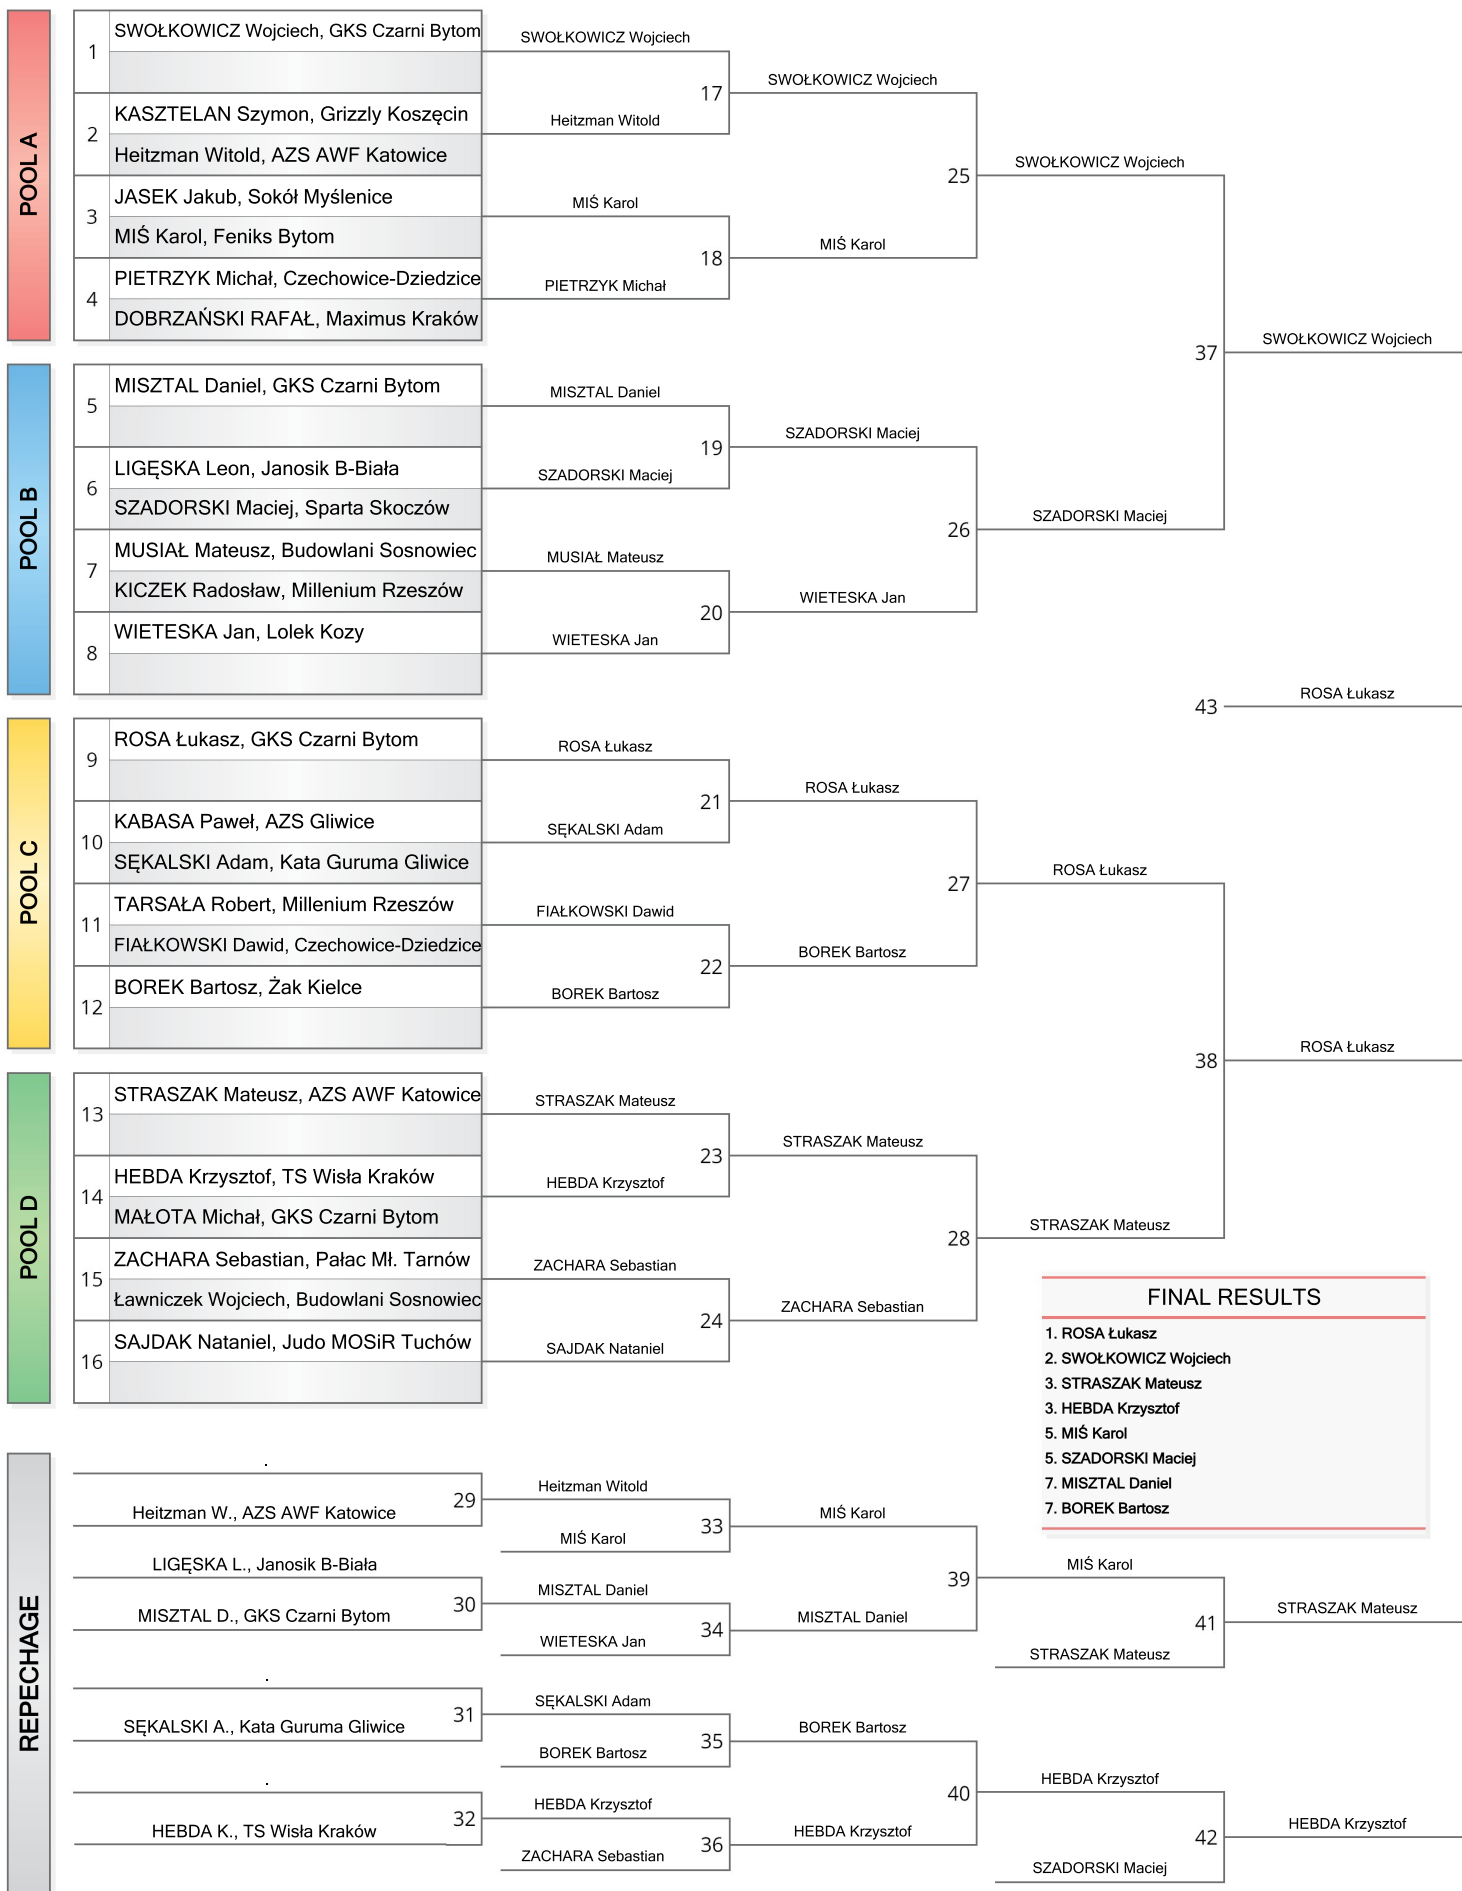 POOL A
1
SWOŁKOWICZ Wojciech, GKS Czarni Bytom
2
KASZTELAN Szymon, Grizzly Koszęcin
Heitzman Witold, AZS AWF Katowice
3
JASEK Jakub, Sokół Myślenice
MIŚ Karol, Feniks Bytom
4
PIETRZYK Michał, Czechowice-Dziedzice
DOBRZAŃSKI RAFAŁ, Maximus Kraków
SWOŁKOWICZ Wojciech
Heitzman Witold
17
MIŚ Karol
PIETRZYK Michał
18
SWOŁKOWICZ Wojciech
MIŚ Karol
25
SWOŁKOWICZ Wojciech
POOL B
5
MISZTAL Daniel, GKS Czarni Bytom
6
LIGĘSKA Leon, Janosik B-Biała
SZADORSKI Maciej, Sparta Skoczów
7
MUSIAŁ Mateusz, Budowlani Sosnowiec
KICZEK Radosław, Millenium Rzeszów
8
WIETESKA Jan, Lolek Kozy
MISZTAL Daniel
SZADORSKI Maciej
19
MUSIAŁ Mateusz
WIETESKA Jan
20
SZADORSKI Maciej
WIETESKA Jan
26
SZADORSKI Maciej
37
SWOŁKOWICZ Wojciech
43
ROSA Łukasz
POOL C
9
ROSA Łukasz, GKS Czarni Bytom
10
KABASA Paweł, AZS Gliwice
SĘKALSKI Adam, Kata Guruma Gliwice
11
TARSAŁA Robert, Millenium Rzeszów
FIAŁKOWSKI Dawid, Czechowice-Dziedzice
12
BOREK Bartosz, Żak Kielce
ROSA Łukasz
SĘKALSKI Adam
21
FIAŁKOWSKI Dawid
BOREK Bartosz
22
ROSA Łukasz
BOREK Bartosz
27
ROSA Łukasz
POOL D
13
STRASZAK Mateusz, AZS AWF Katowice
14
HEBDA Krzysztof, TS Wisła Kraków
MAŁOTA Michał, GKS Czarni Bytom
15
ZACHARA Sebastian, Pałac Mł. Tarnów
Ławniczek Wojciech, Budowlani Sosnowiec
16
SAJDAK Nataniel, Judo MOSiR Tuchów
STRASZAK Mateusz
HEBDA Krzysztof
23
ZACHARA Sebastian
SAJDAK Nataniel
24
STRASZAK Mateusz
ZACHARA Sebastian
28
STRASZAK Mateusz
38
ROSA Łukasz
FINAL RESULTS
1. ROSA Łukasz
2. SWOŁKOWICZ Wojciech
3. STRASZAK Mateusz
3. HEBDA Krzysztof
5. MIŚ Karol
5. SZADORSKI Maciej
7. MISZTAL Daniel
7. BOREK Bartosz
REPECHAGE
.
Heitzman W., AZS AWF Katowice
29
LIGĘSKA L., Janosik B-Biała
MISZTAL D., GKS Czarni Bytom
30
.
SĘKALSKI A., Kata Guruma Gliwice
31
.
HEBDA K., TS Wisła Kraków
32
Heitzman Witold
MIŚ Karol
33
MISZTAL Daniel
WIETESKA Jan
34
SĘKALSKI Adam
BOREK Bartosz
35
HEBDA Krzysztof
ZACHARA Sebastian
36
MIŚ Karol
MISZTAL Daniel
39
BOREK Bartosz
HEBDA Krzysztof
40
MIŚ Karol
STRASZAK Mateusz
41
STRASZAK Mateusz
HEBDA Krzysztof
SZADORSKI Maciej
42
HEBDA Krzysztof